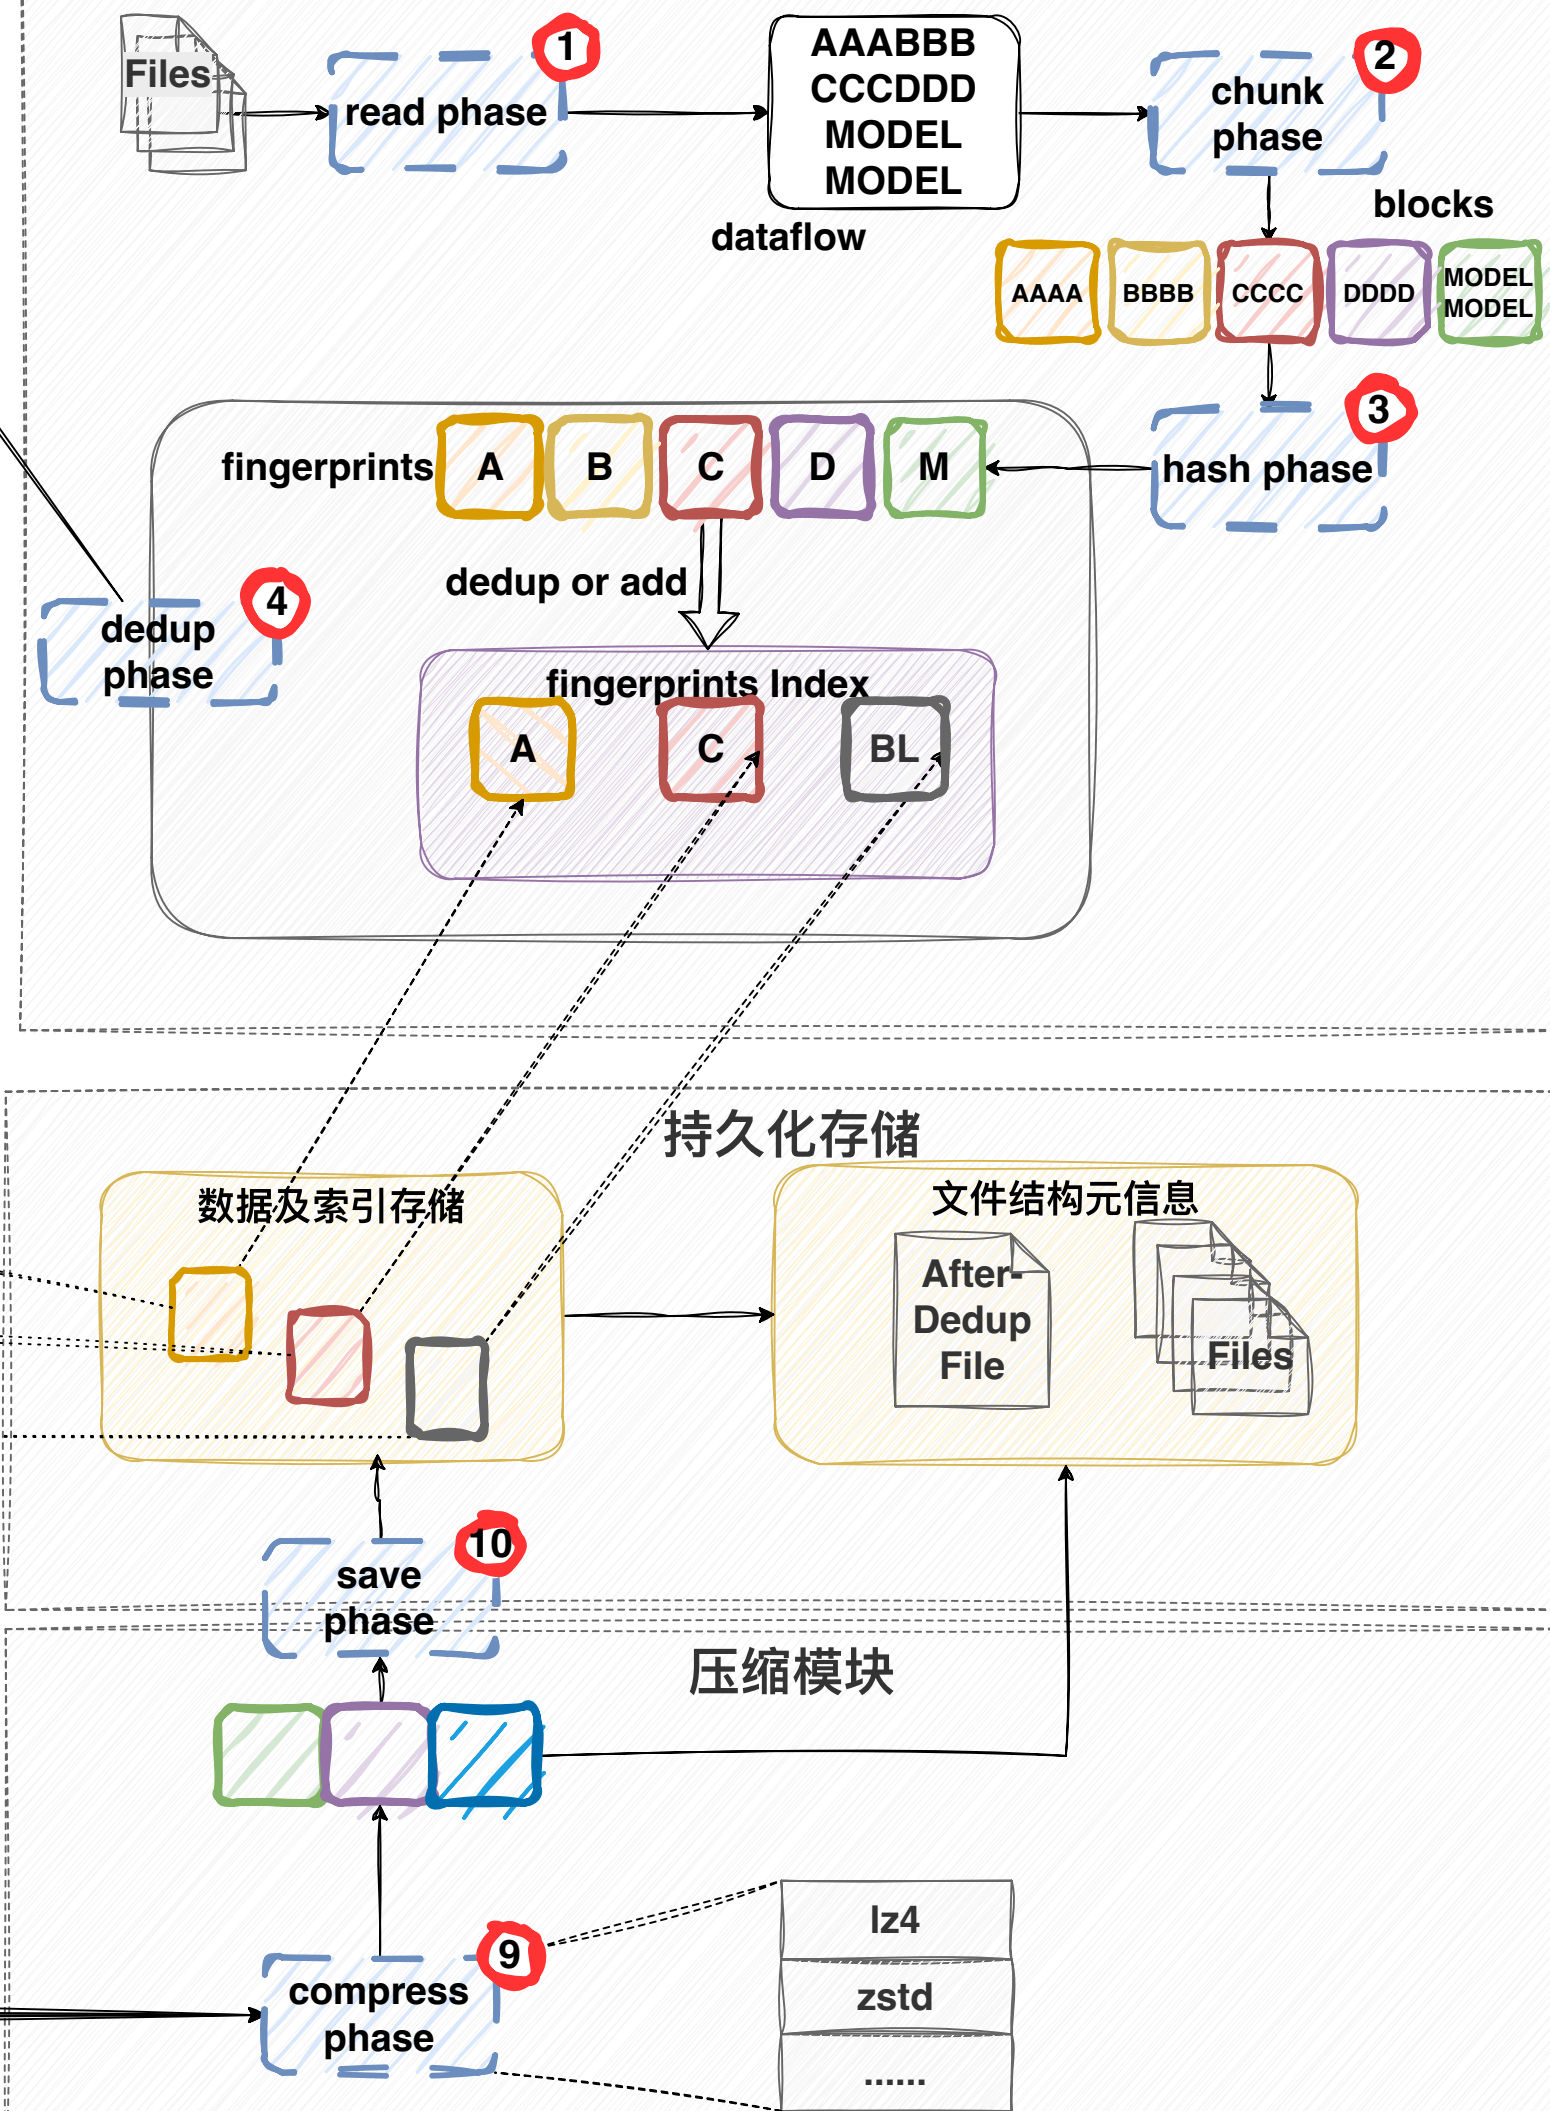 Files
read phase
1
AAABBB
CCCDDD
MODEL
MODEL
dataflow
chunk
phase
2
blocks
AAAA
BBBB
CCCC
DDDD
MODEL
MODEL
hash phase
3
fingerprints
A
B
C
D
M
dedup or add
dedup
phase
4
fingerprints Index
A
C
BL
持久化存储
数据及索引存储
文件结构元信息
After-
Dedup
File
Files
save
phase
10
压缩模块
compress
phase
9
lz4
zstd
......